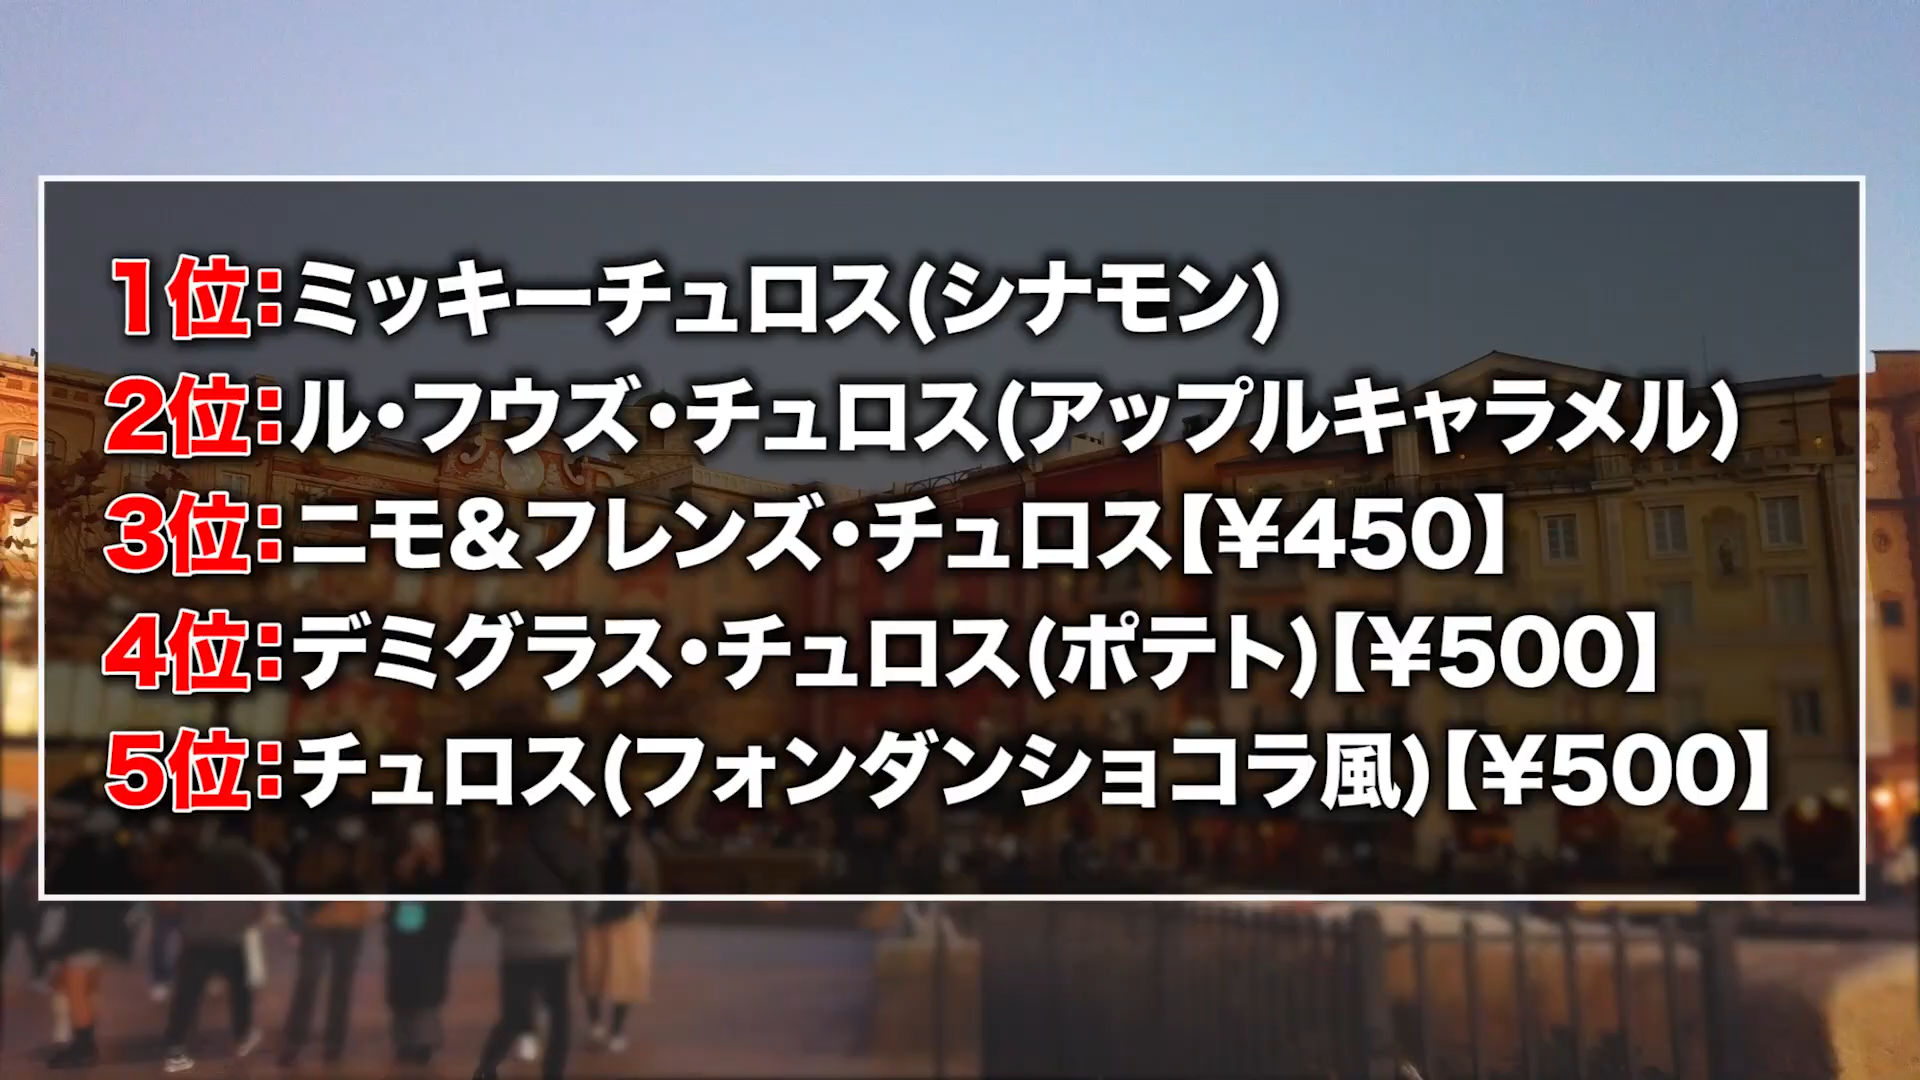 1位:ミッキーチュロス(シナモン)
2位:ル・フウズ・チュロス(アップルキャラメル)
3位:ニモ&フレンズ・チュロス【¥450】
4位:デミグラス・チュロス(ポテト)【¥500】
5位:チュロス(フォンダンショコラ風)【¥500】